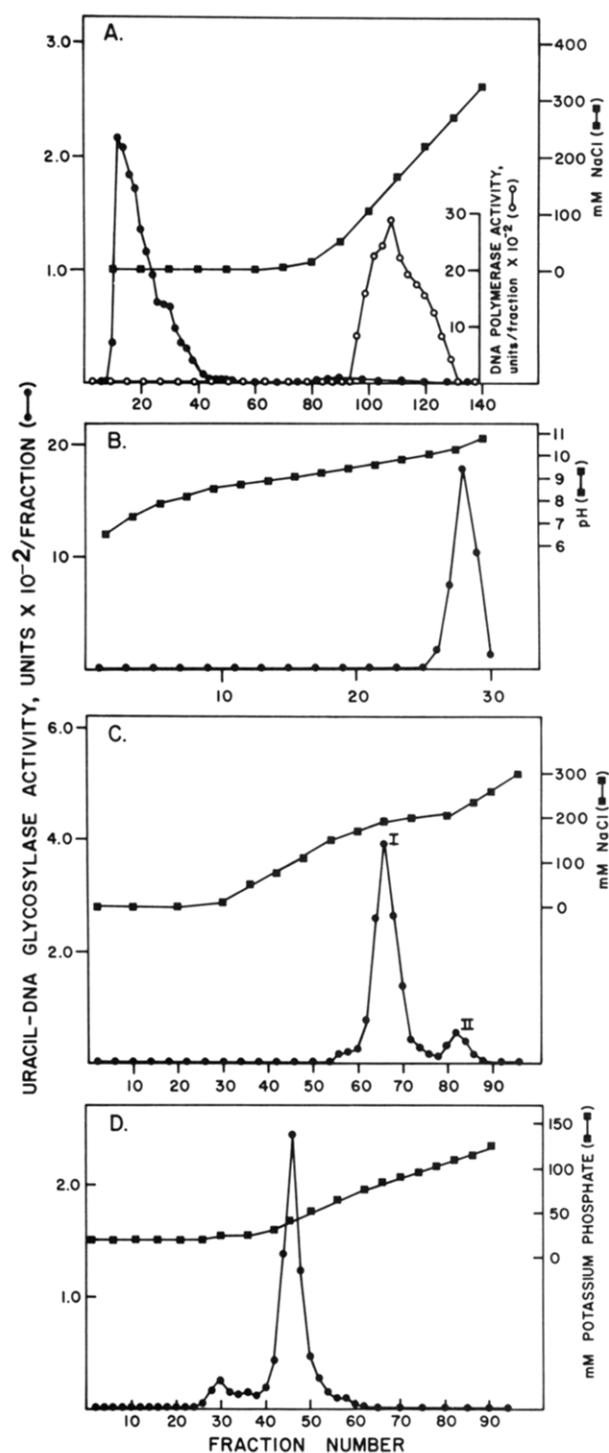 A.
3.0
2.0
1.0
400
300
200
100
0
mM NaCl (■—■)
30
20
10
DNA POLYMERASE ACTIVITY,
units/fraction X 10⁻² (○—○)
20 40 60 80 100 120 140
URACIL-DNA GLYCOSYLASE ACTIVITY, UNITS X 10⁻²/FRACTION (●—●)
B.
20
10
11
10
9
8
7
6
pH (■—■)
10 20 30
C.
6.0
4.0
2.0
I
II
300
200
100
0
mM NaCl (■—■)
10 20 30 40 50 60 70 80 90
D.
2.0
1.0
150
100
50
0
mM POTASSIUM PHOSPHATE (■—■)
10 20 30 40 50 60 70 80 90
FRACTION NUMBER